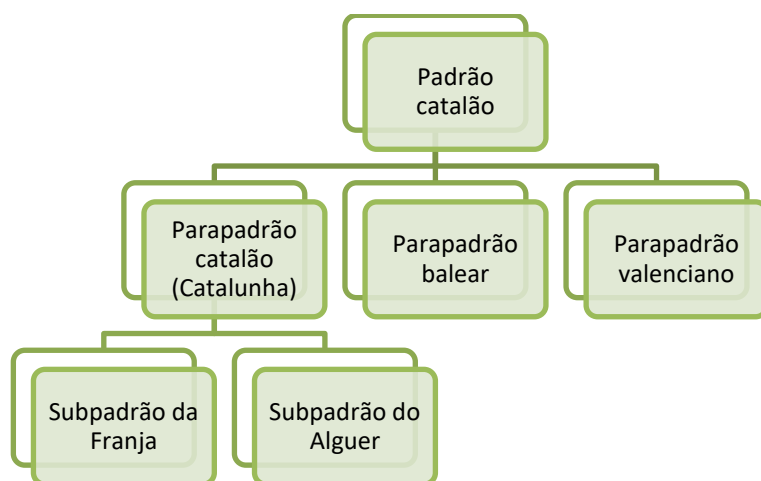 Padrão
catalão
Parapadrão
catalão
(Catalunha)
Parapadrão
balear
Parapadrão
valenciano
Subpadrão da
Franja
Subpadrão do
Alguer